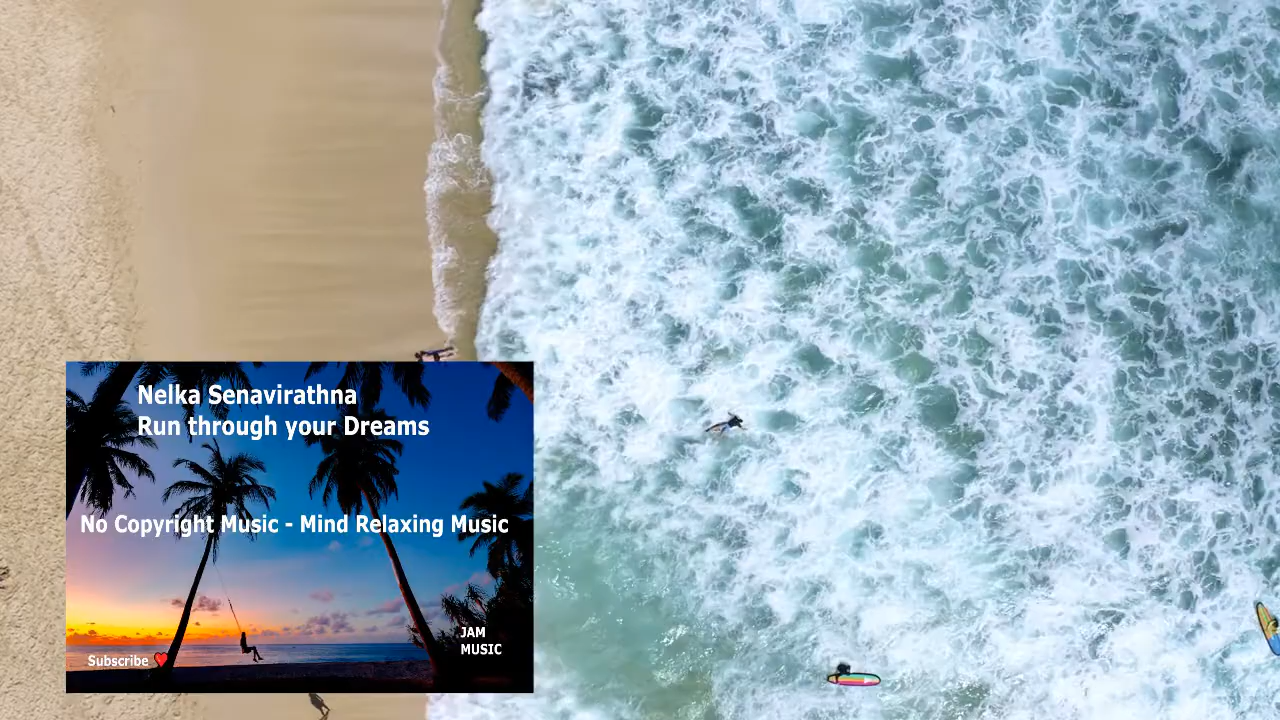 Nelka Senavirathna
Run through your Dreams
No Copyright Music - Mind Relaxing Music
JAM
MUSIC
Subscribe